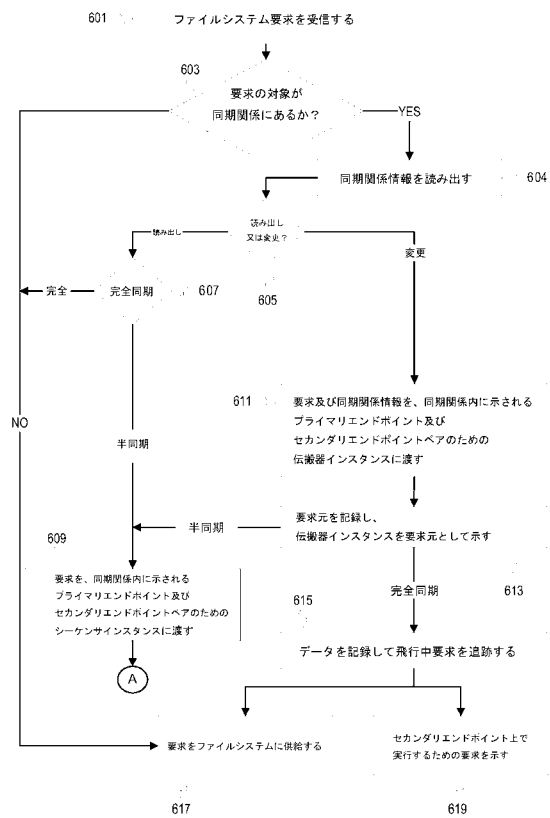 601
ファイルシステム要求を受信する
603
要求の対象が
同期関係にあるか？
YES
同期関係情報を読み出す
604
読み出し
読み出し
又は変更？
変更
605
完全
完全同期
607
NO
611
要求及び同期関係情報を、同期関係内に示される
プライマリエンドポイント及び
セカンダリエンドポイントペアのための
伝搬器インスタンスに渡す
半同期
半同期
要求元を記録し、
伝搬器インスタンスを要求元として示す
609
要求を、同期関係内に示される
プライマリエンドポイント及び
セカンダリエンドポイントペアのための
シーケンサインスタンスに渡す
完全同期
613
615
データを記録して飛行中要求を追跡する
A
要求をファイルシステムに供給する
セカンダリエンドポイント上で
実行するための要求を示す
617
619